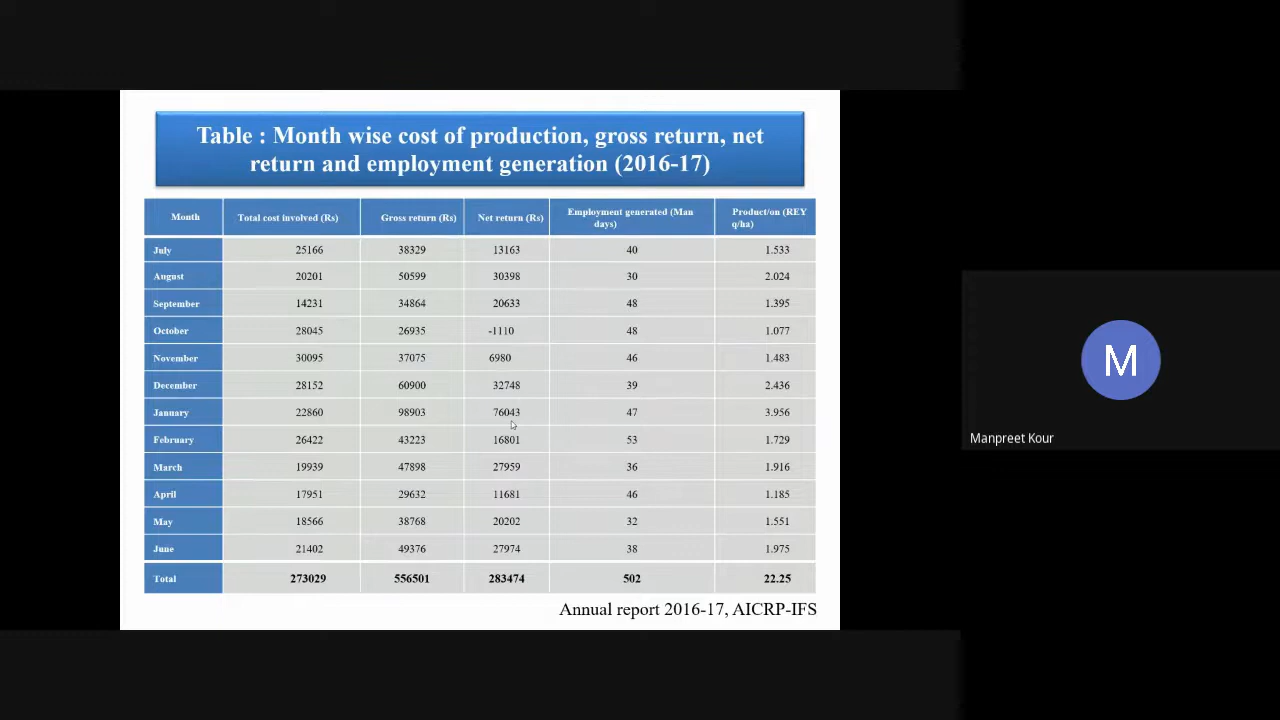 Table : Month wise cost of production, gross return, net
return and employment generation (2016-17)
Month Total cost involved (Rs) Gross return (Rs) Net return (Rs) Employment generated (Man days) Product/on (REY q/ha)
July 25166 38329 13163 40 1.533
August 20201 50599 30398 30 2.024
September 14231 34864 20633 48 1.395
October 28045 26935 -1110 48 1.077
November 30095 37075 6980 46 1.483
December 28152 60900 32748 39 2.436
January 22860 98903 76043 47 3.956
February 26422 43223 16801 53 1.729
March 19939 47898 27959 36 1.916
April 17951 29632 11681 46 1.185
May 18566 38768 20202 32 1.551
June 21402 49376 27974 38 1.975
Total 273029 556501 283474 502 22.25
Annual report 2016-17, AICRP-IFS
M
Manpreet Kour